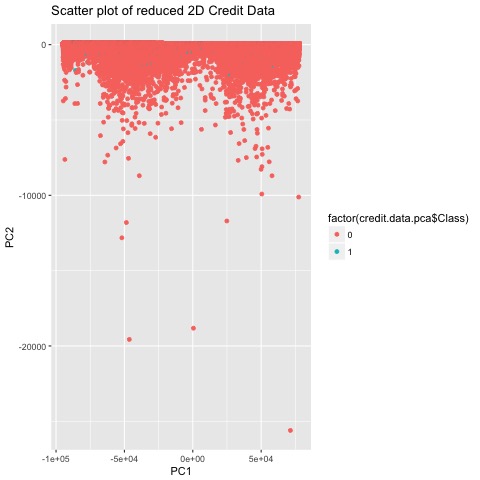 Scatter plot of reduced 2D Credit Data
0
-10000
-20000
PC2
-1e+05
-5e+04
0e+00
5e+04
PC1
factor(credit.data.pca$Class)
0
1